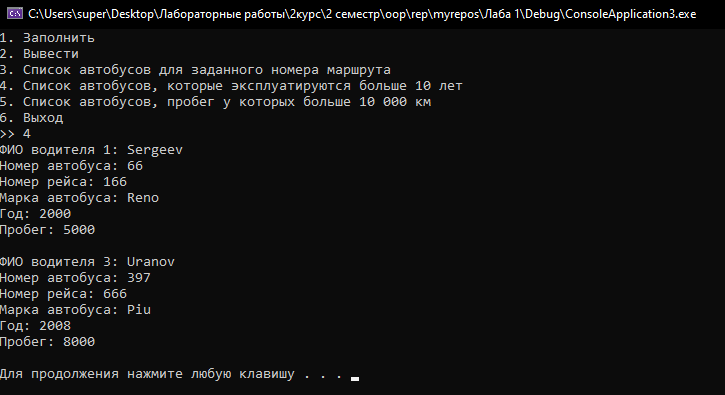 C:\Users\super\Desktop\Лабораторные работы\2курс\2 семестр\oop\rep\myrepos\Лаба 1\Debug\ConsoleApplication3.exe
1. Заполнить
2. Вывести
3. Список автобусов для заданного номера маршрута
4. Список автобусов, которые эксплуатируются больше 10 лет
5. Список автобусов, пробег у которых больше 10 000 км
6. Выход
>> 4
ФИО водителя 1: Sergeev
Номер автобуса: 66
Номер рейса: 166
Марка автобуса: Reno
Год: 2000
Пробег: 5000
ФИО водителя 3: Uranov
Номер автобуса: 397
Номер рейса: 666
Марка автобуса: Piu
Год: 2008
Пробег: 8000
Для продолжения нажмите любую клавишу . . .